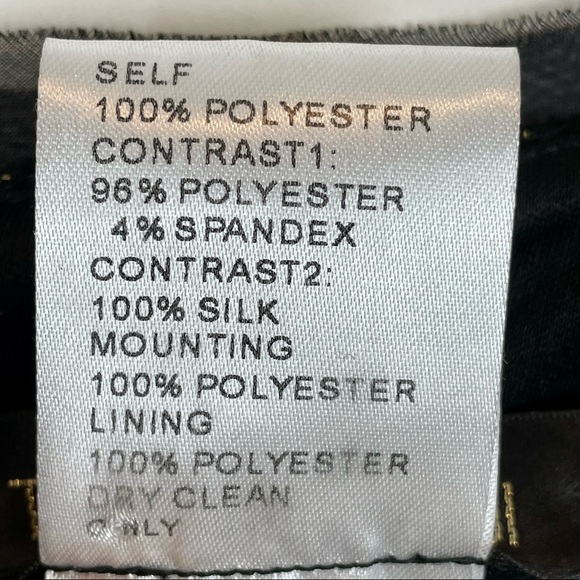 SELF
100% POLYESTER
CONTRAST1:
96% POLYESTER
4% SPANDEX
CONTRAST2:
100% SILK
MOUNTING
100% POLYESTER
LINING
100% POLYESTER
DRY CLEAN
ONLY